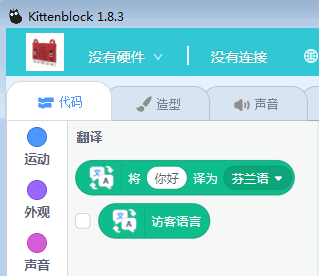 Kittenblock 1.8.3
没有硬件 没有连接
代码 造型 声音
运动
外观
声音
翻译
将 你好 译为 芬兰语
访客语言